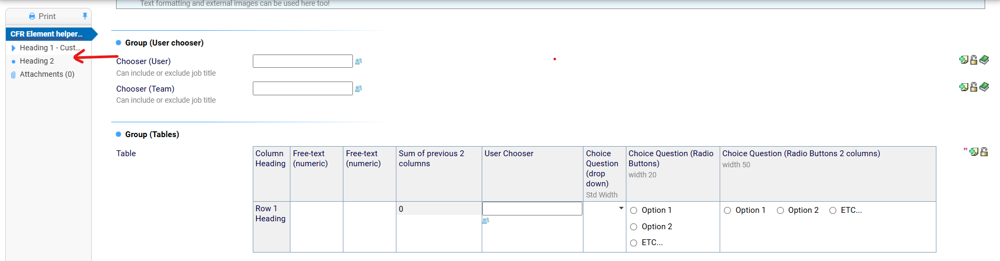 Text formatting and external images can be used here too!
Print
CFR Element helper...
Heading 1 - Cust...
Heading 2
Attachments (0)
Group (User chooser)
Chooser (User)
Can include or exclude job title
Chooser (Team)
Can include or exclude job title
Group (Tables)
Table
Column
Heading
Free-text
(numeric)
Free-text
(numeric)
Sum of previous 2
columns
User Chooser
Choice
Question
(drop
down)
Std Width
Choice Question (Radio
Buttons)
width 20
Choice Question (Radio Buttons 2 columns)
width 50
M
Row 1
Heading
0
Option 1
Option 2
ETC...
Option 1
Option 2
ETC...